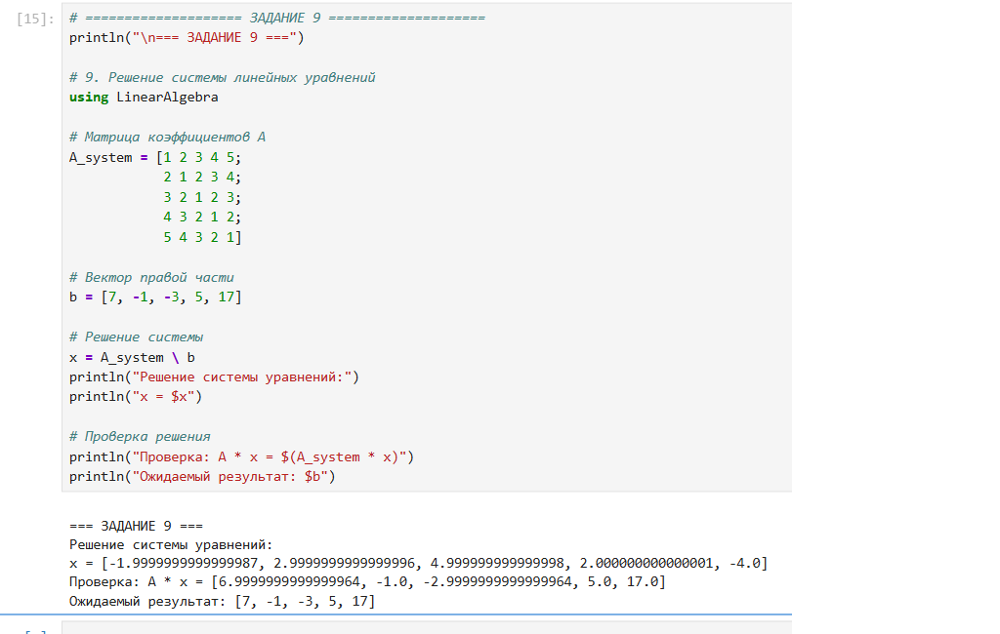 [15]:
# ==================== ЗАДАНИЕ 9 ====================
println("\n=== ЗАДАНИЕ 9 ===")
# 9. Решение системы линейных уравнений
using LinearAlgebra
# Матрица коэффициентов A
A_system = [1 2 3 4 5;
2 1 2 3 4;
3 2 1 2 3;
4 3 2 1 2;
5 4 3 2 1]
# Вектор правой части
b = [7, -1, -3, 5, 17]
# Решение системы
x = A_system \ b
println("Решение системы уравнений:")
println("x = $x")
# Проверка решения
println("Проверка: A * x = $(A_system * x)")
println("Ожидаемый результат: $b")
=== ЗАДАНИЕ 9 ===
Решение системы уравнений:
x = [-1.9999999999999987, 2.9999999999999996, 4.999999999999998, 2.000000000000001, -4.0]
Проверка: A * x = [6.9999999999999964, -1.0, -2.9999999999999964, 5.0, 17.0]
Ожидаемый результат: [7, -1, -3, 5, 17]